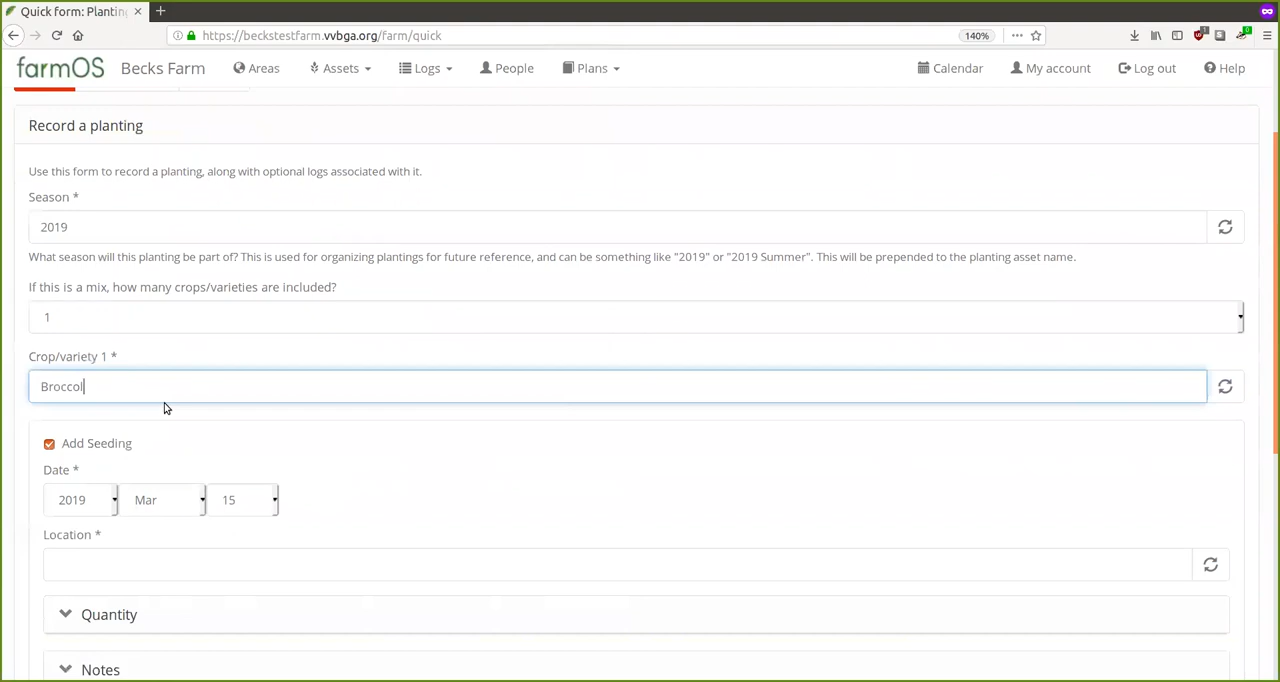 Quick form: Plantin
https://beckstestfarm.vvbga.org/farm/quick 140%
farmOS Becks Farm Areas Assets Logs People Plans Calendar My account Log out Help
Record a planting
Use this form to record a planting, along with optional logs associated with it.
Season *
2019
What season will this planting be part of? This is used for organizing plantings for future reference, and can be something like "2019" or "2019 Summer". This will be prepended to the planting asset name.
If this is a mix, how many crops/varieties are included?
1
Crop/variety 1 *
Broccol
Add Seeding
Date *
2019 Mar 15
Location *
Quantity
Notes